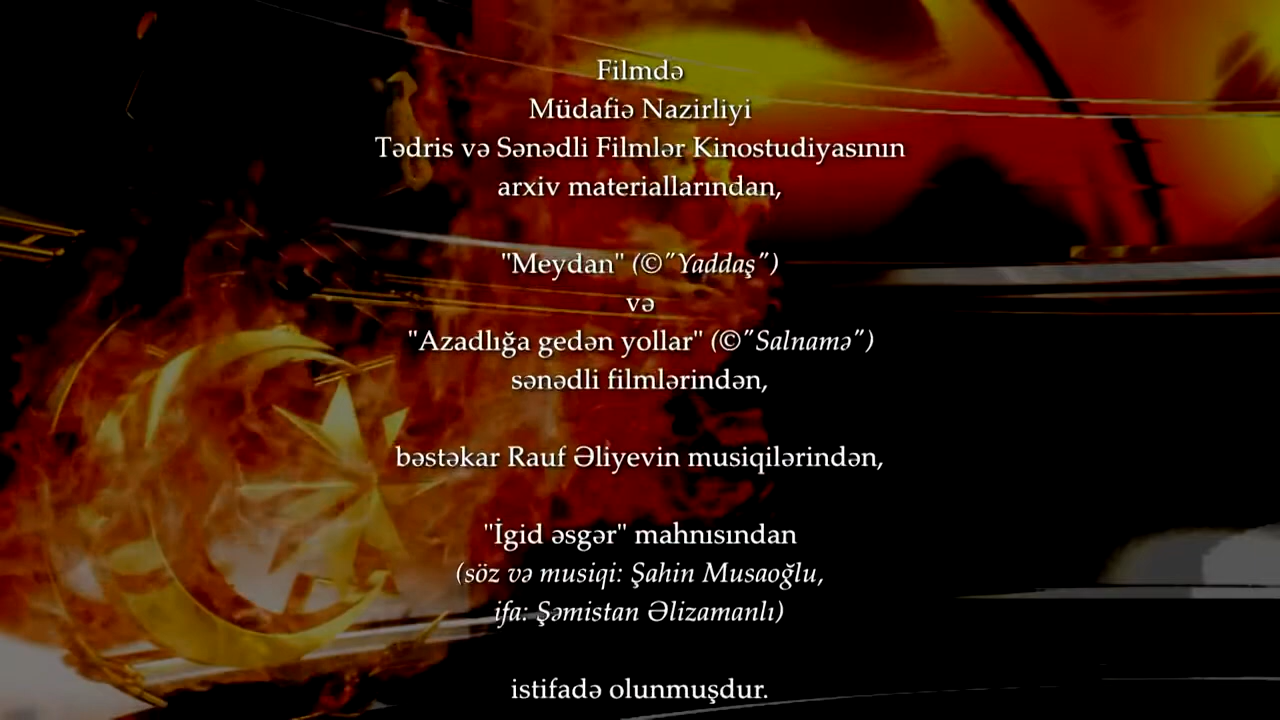 Filmdə
Müdafiə Nazirliyi
Tədris və Sənədli Filmlər Kinostudiyasının
arxiv materiallarından,
"Meydan" (©"Yaddaş")
və
"Azadlığa gedən yollar" (©"Salnamə")
sənədli filmlərindən,
bəstəkar Rauf Əliyevin musiqilərindən,
"İgid əsgər" mahnısından
(söz və musiqi: Şahin Musaoğlu,
ifa: Şəmistan Əlizamanlı)
istifadə olunmuşdur.